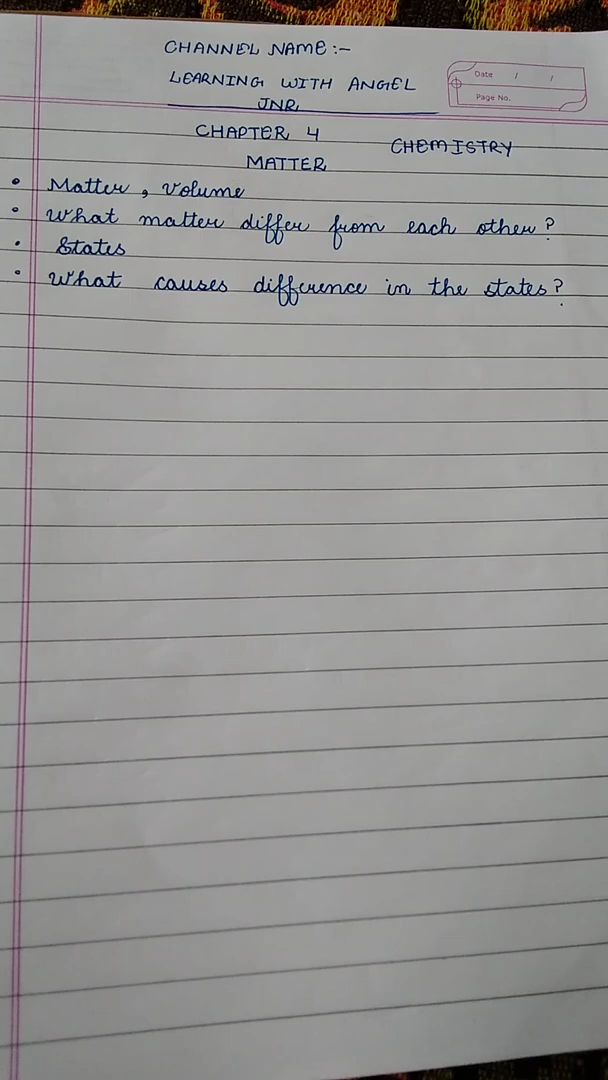 CHANNEL NAME :-
LEARNING WITH ANGEL
JNR
Date / /
Page No.
CHAPTER 4 CHEMISTRY
MATTER
• Matter, Volume
• What matter differ from each other?
• States
• What causes difference in the states?